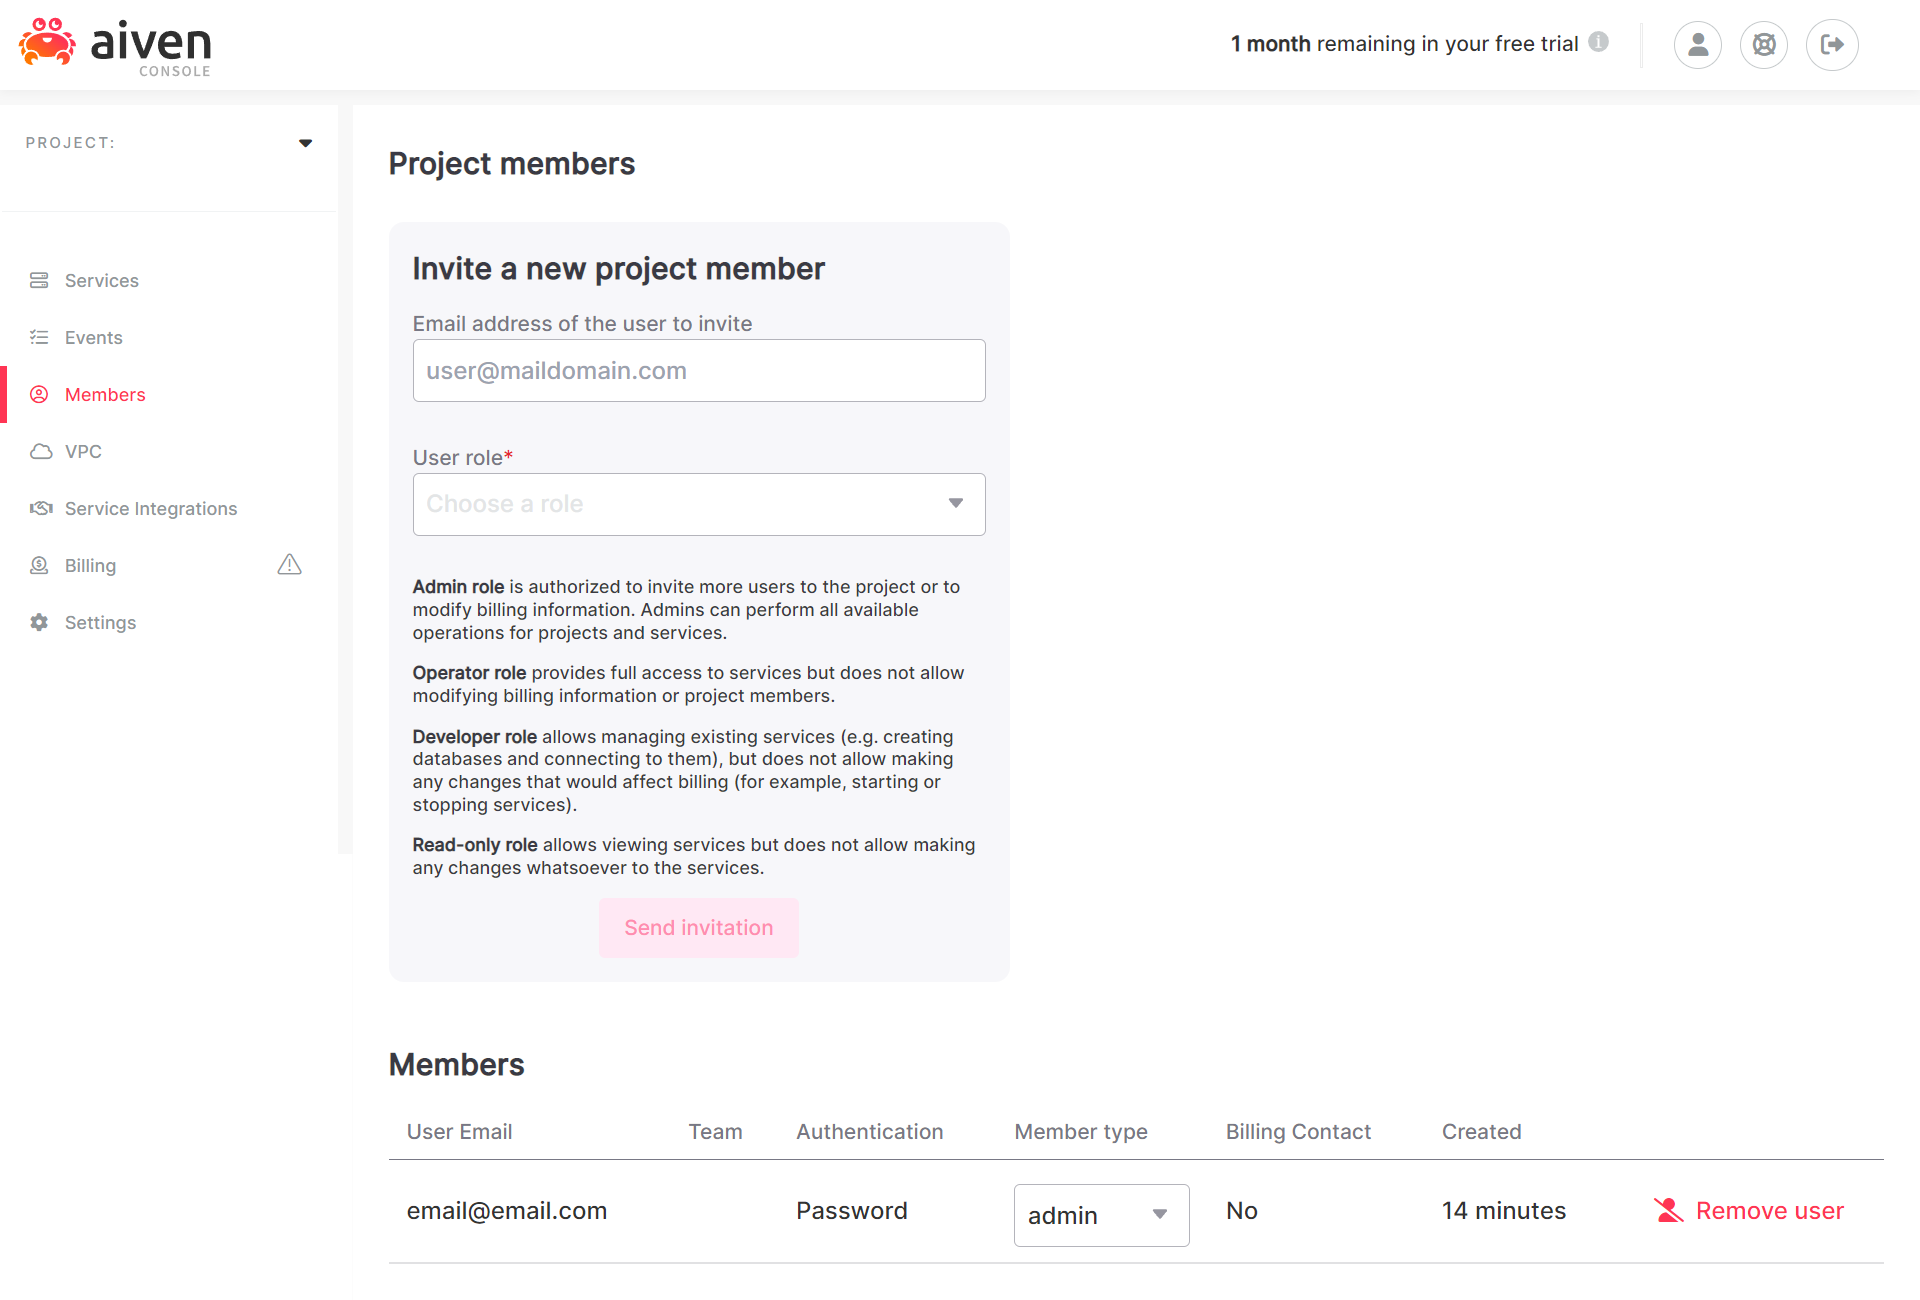 aiven
CONSOLE
1 month remaining in your free trial
PROJECT:
Services
Events
Members
VPC
Service Integrations
Billing
Settings
Project members
Invite a new project member
Email address of the user to invite
user@maildomain.com
User role*
Choose a role
Admin role is authorized to invite more users to the project or to
modify billing information. Admins can perform all available
operations for projects and services.
Operator role provides full access to services but does not allow
modifying billing information or project members.
Developer role allows managing existing services (e.g. creating
databases and connecting to them), but does not allow making
any changes that would affect billing (for example, starting or
stopping services).
Read-only role allows viewing services but does not allow making
any changes whatsoever to the services.
Send invitation
Members
User Email Team Authentication Member type Billing Contact Created
email@email.com Password admin No 14 minutes Remove user